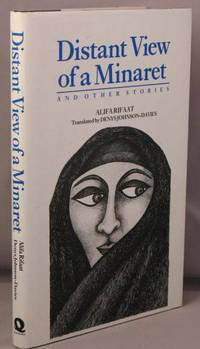 Distant View
of a Minaret
AND OTHER STORIES
ALIFA RIFAAT
Translated by DENYS JOHNSON-DAVIES
Distant View of a Minaret
Alifa Rifaat
Denys Johnson-Davies
Q